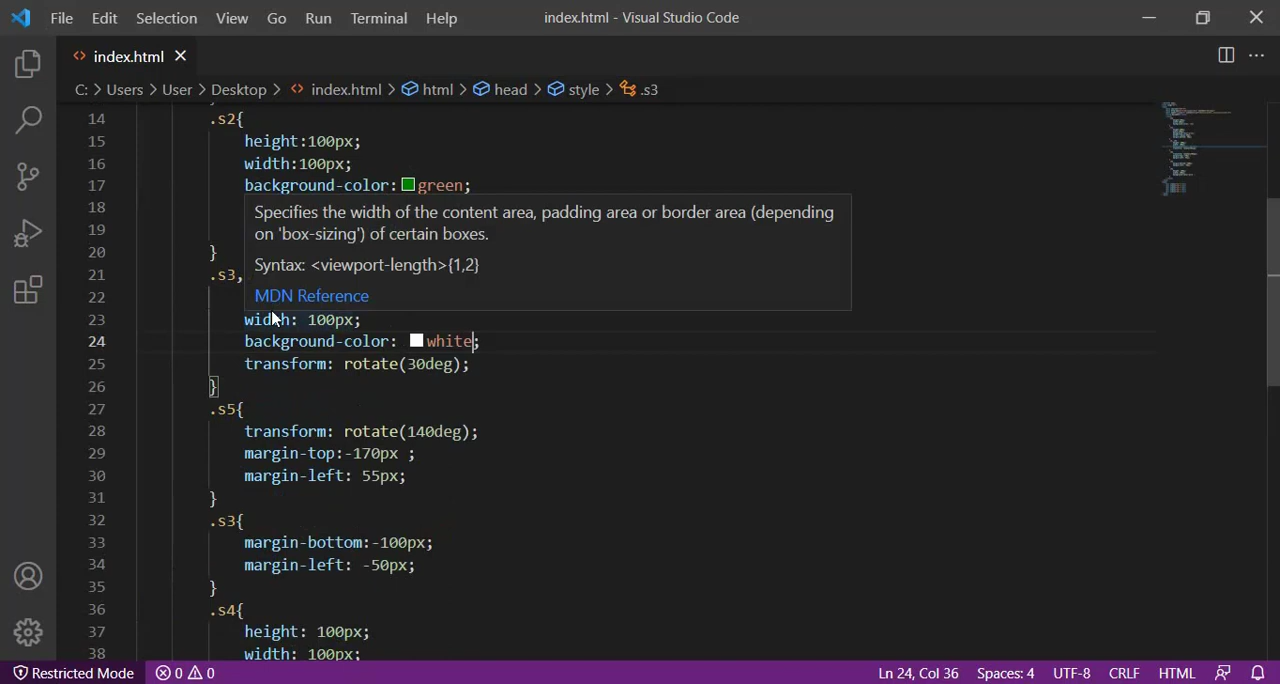 File Edit Selection View Go Run Terminal Help index.html - Visual Studio Code
index.html
C: > Users > User > Desktop > index.html > html > head > style > .s3
14 .s2{
15 height:100px;
16 width:100px;
17 background-color:green;
18
19
20 }
21 .s3,
22
23 width: 100px;
24 background-color: white;
25 transform: rotate(30deg);
26 }
27 .s5{
28 transform: rotate(140deg);
29 margin-top:-170px ;
30 margin-left: 55px;
31 }
32 .s3{
33 margin-bottom:-100px;
34 margin-left: -50px;
35 }
36 .s4{
37 height: 100px;
38 width: 100px;
Specifies the width of the content area, padding area or border area (depending
on 'box-sizing') of certain boxes.
Syntax: <viewport-length>{1,2}
MDN Reference
Restricted Mode 0 0 Ln 24, Col 36 Spaces: 4 UTF-8 CRLF HTML